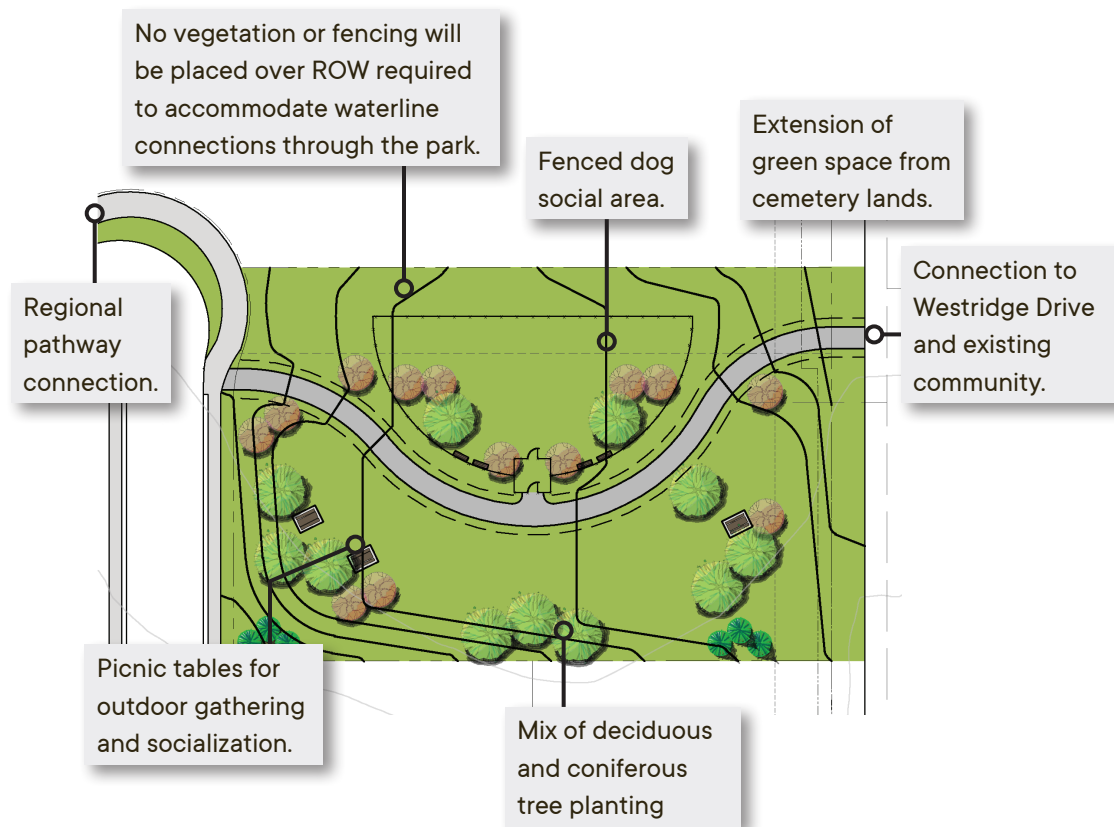 No vegetation or fencing will
be placed over ROW required
to accommodate waterline
connections through the park.
Fenced dog
social area.
Extension of
green space from
cemetery lands.
Connection to
Westridge Drive
and existing
community.
Regional
pathway
connection.
Picnic tables for
outdoor gathering
and socialization.
Mix of deciduous
and coniferous
tree planting